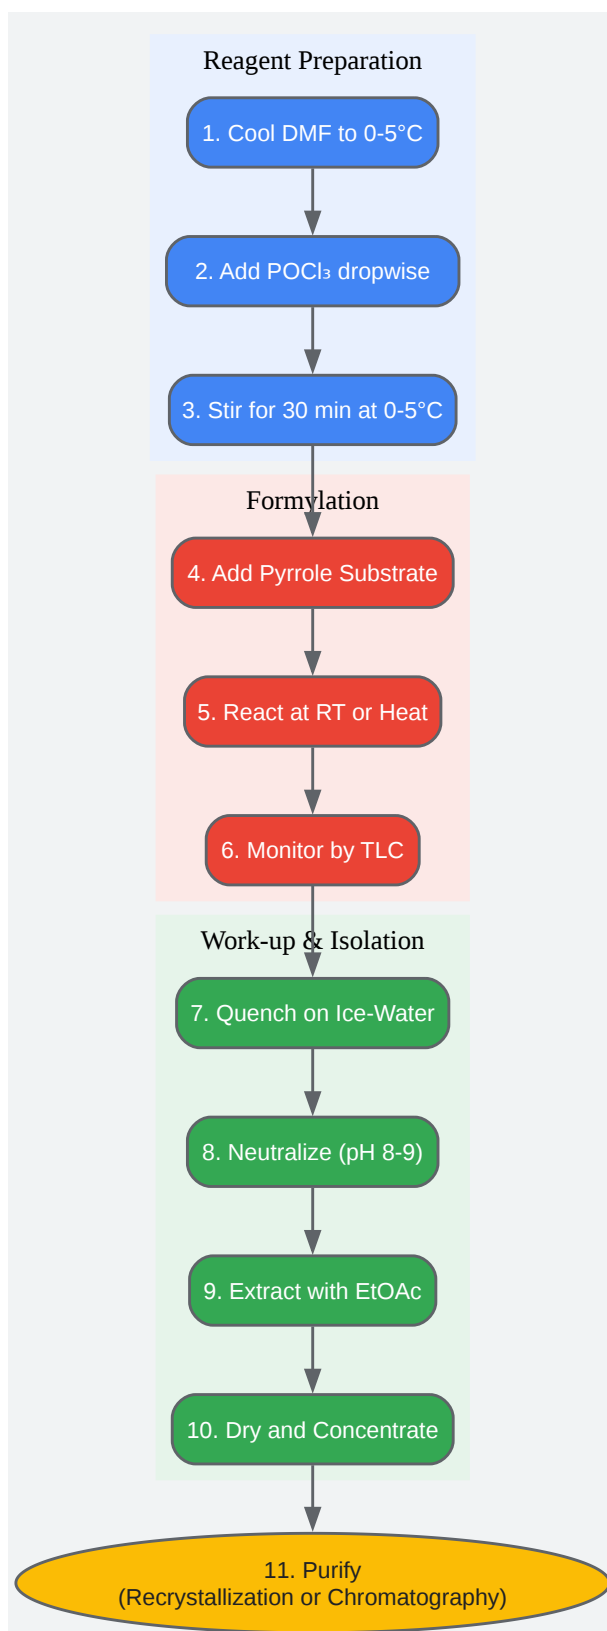 Reagent Preparation
1. Cool DMF to 0-5°C
2. Add POCl₃ dropwise
3. Stir for 30 min at 0-5°C
Formylation
4. Add Pyrrole Substrate
5. React at RT or Heat
6. Monitor by TLC
Work-up & Isolation
7. Quench on Ice-Water
8. Neutralize (pH 8-9)
9. Extract with EtOAc
10. Dry and Concentrate
11. Purify
(Recrystallization or Chromatography)